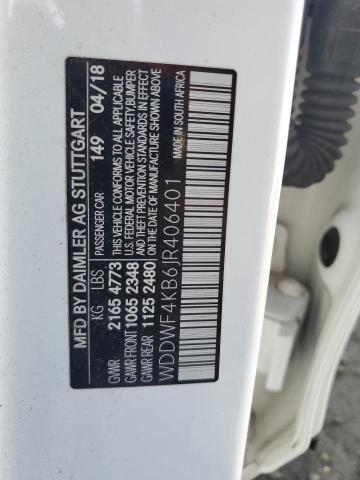 MFD BY DAIMLER AG STUTTGART
KG LBS PASSENGER CAR 149 04/18
GVWR 2165 4773 THIS VEHICLE CONFORMS TO ALL APPLICABLE
GAWR FRONT 1065 2348 U.S. FEDERAL MOTOR VEHICLE SAFETY,BUMPER
GAWR REAR 1125 2480 AND THEFT PREVENTION STANDARDS IN EFFECT
ON THE DATE OF MANUFACTURE SHOWN ABOVE
WDDWF4KB6JR406401 MADE IN SOUTH AFRICA